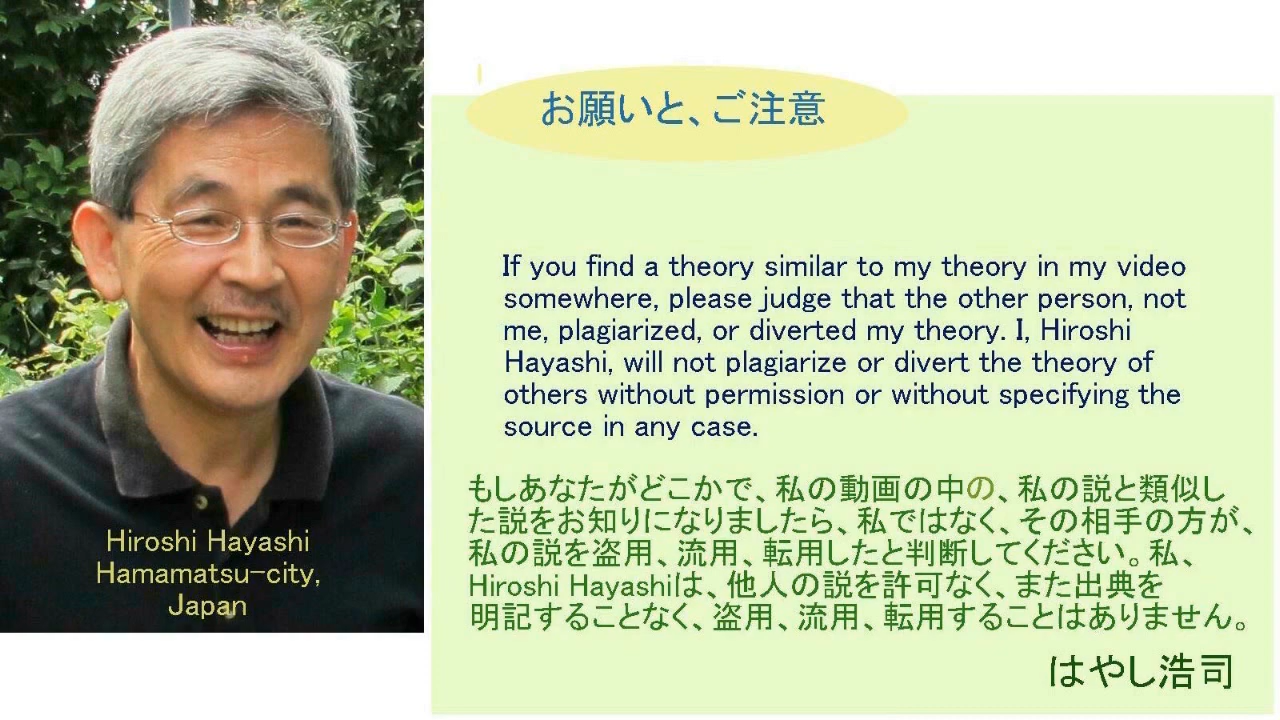 Hiroshi Hayashi
Hamamatsu-city,
Japan
お願いと、ご注意
If you find a theory similar to my theory in my video
somewhere, please judge that the other person, not
me, plagiarized, or diverted my theory. I, Hiroshi
Hayashi, will not plagiarize or divert the theory of
others without permission or without specifying the
source in any case.
もしあなたがどこかで、私の動画の中の、私の説と類似し
た説をお知りになりましたら、私ではなく、その相手の方が、
私の説を盗用、流用、転用したと判断してください。私、
Hiroshi Hayashiは、他人の説を許可なく、また出典を
明記することなく、盗用、流用、転用することはありません。
はやし浩司